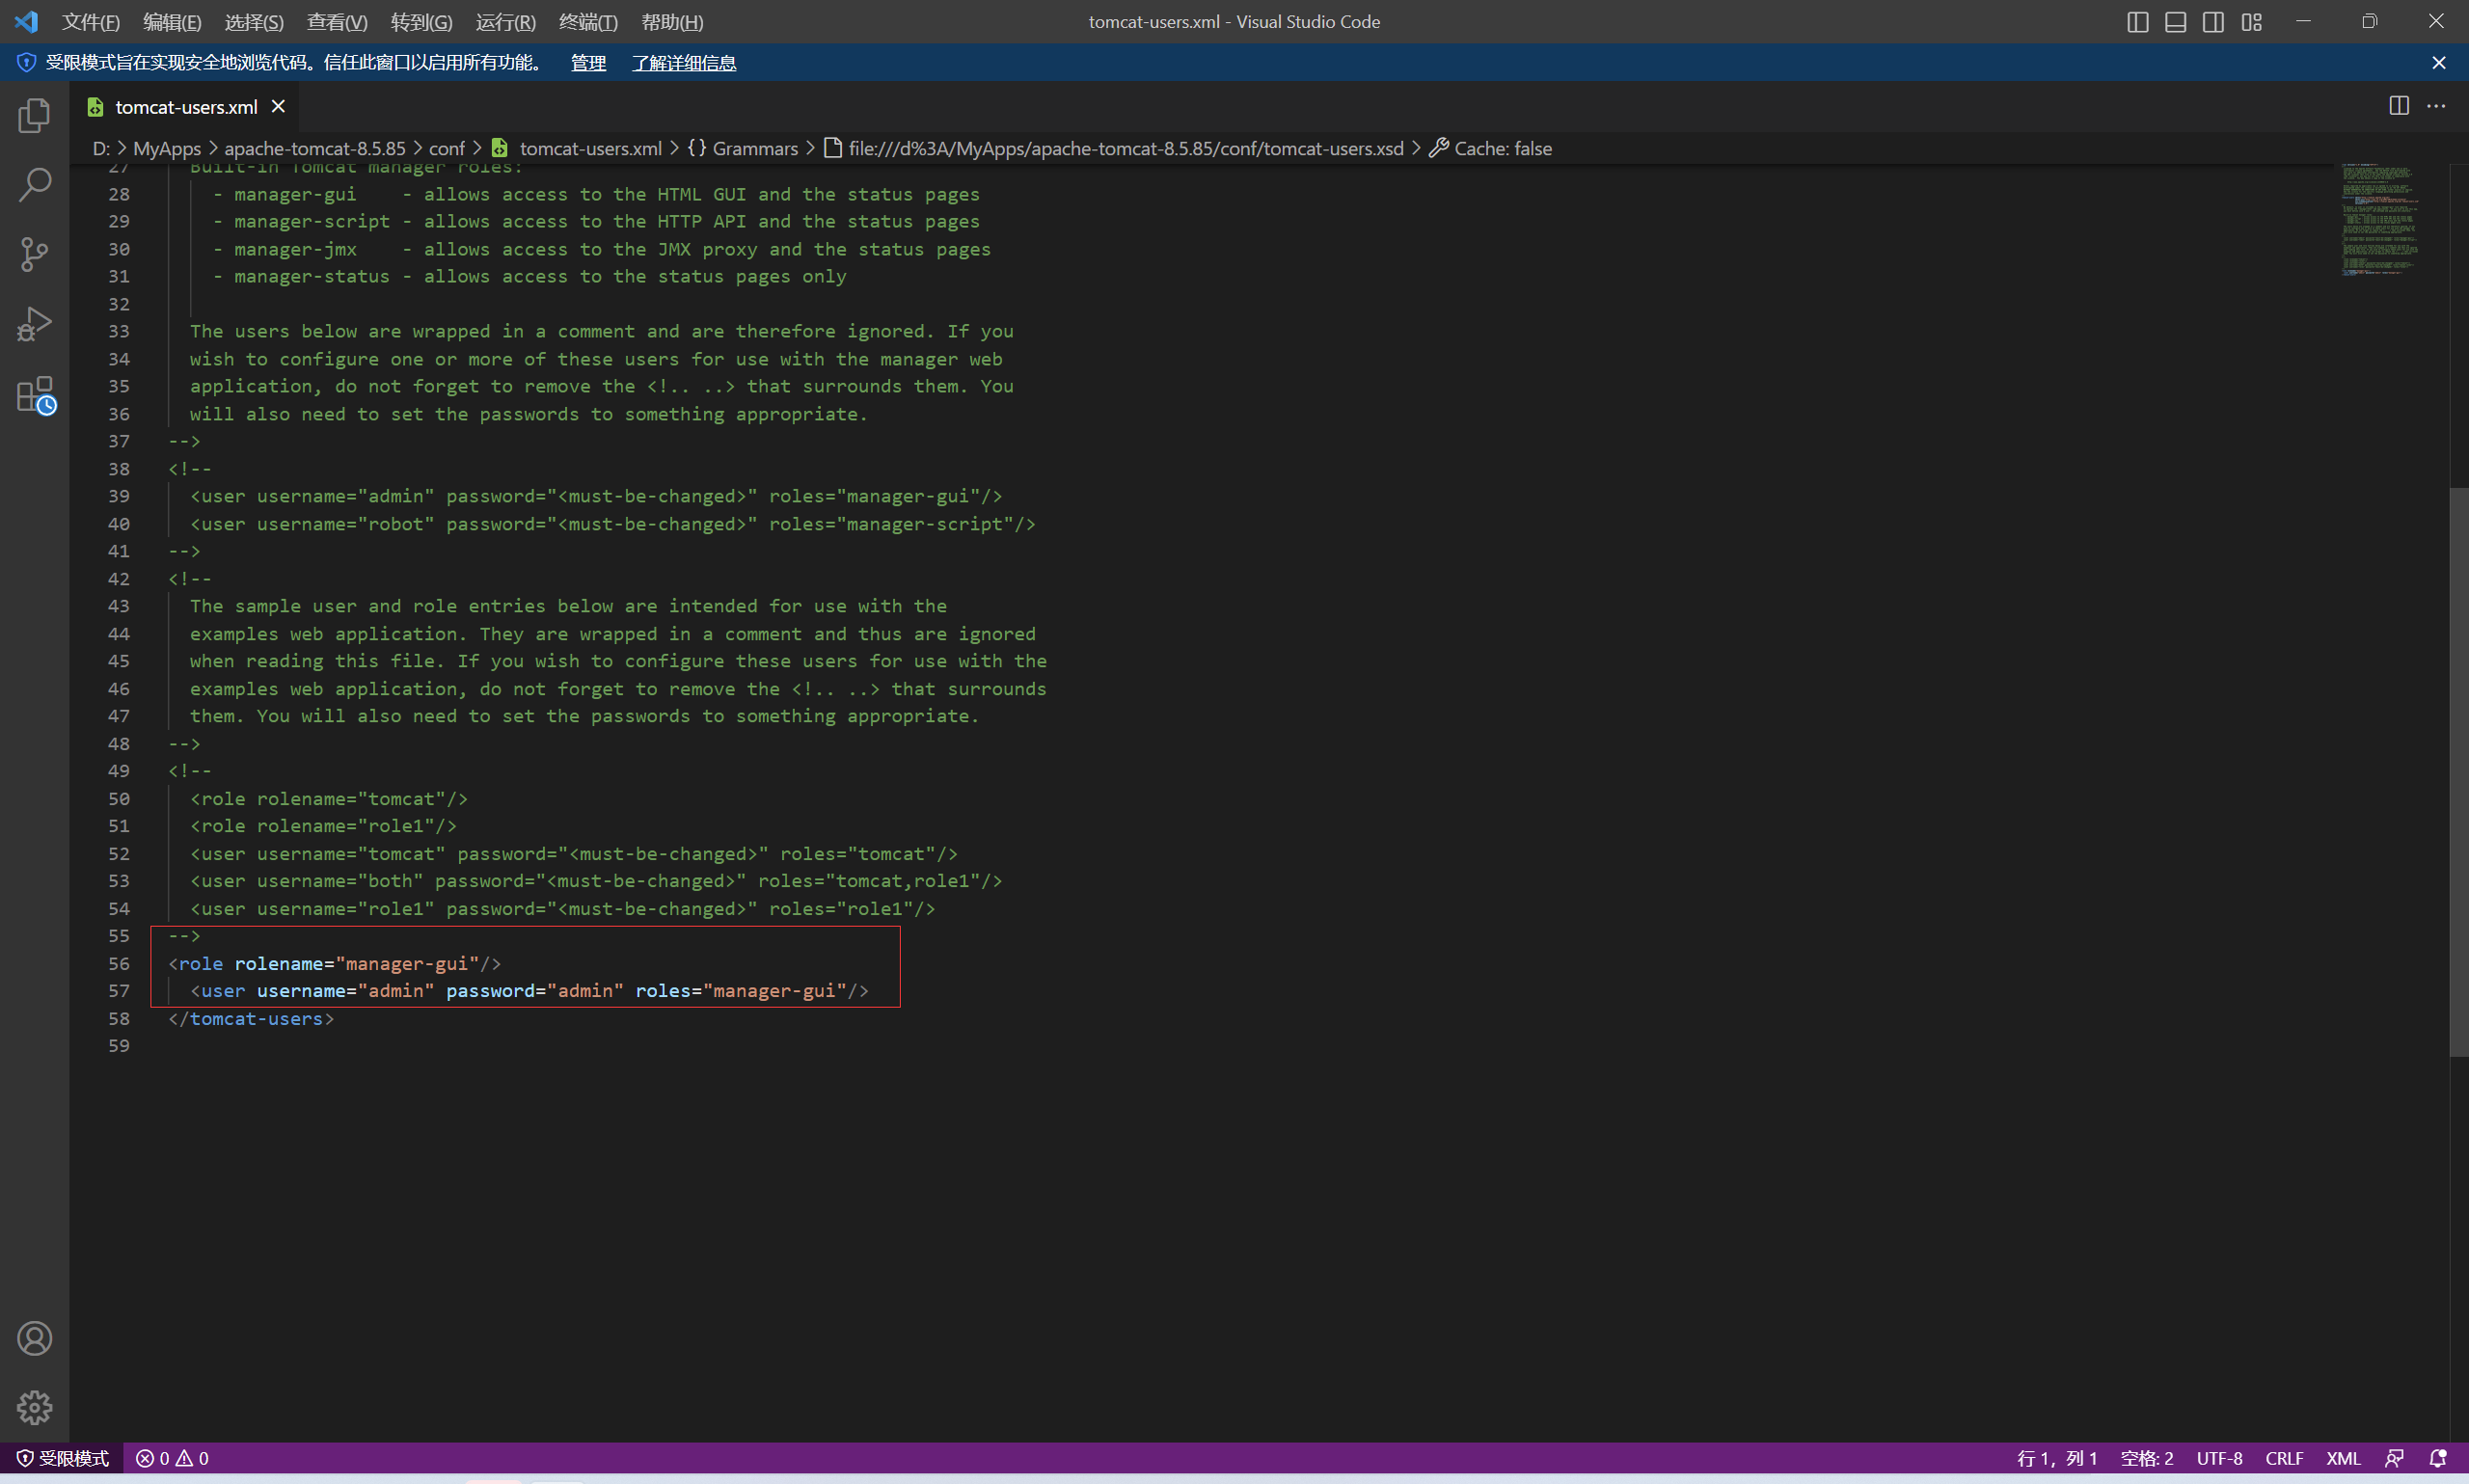 文件(F) 编辑(E) 选择(S) 查看(V) 转到(G) 运行(R) 终端(T) 帮助(H) tomcat-users.xml - Visual Studio Code
受限模式旨在实现安全地浏览代码。信任此窗口以启用所有功能。 管理 了解详细信息
tomcat-users.xml
D: > MyApps > apache-tomcat-8.5.85 > conf > tomcat-users.xml > {} Grammars > file:///d%3A/MyApps/apache-tomcat-8.5.85/conf/tomcat-users.xsd > Cache: false
27 Built-in Tomcat manager roles:
28 - manager-gui - allows access to the HTML GUI and the status pages
29 - manager-script - allows access to the HTTP API and the status pages
30 - manager-jmx - allows access to the JMX proxy and the status pages
31 - manager-status - allows access to the status pages only
32
33 The users below are wrapped in a comment and are therefore ignored. If you
34 wish to configure one or more of these users for use with the manager web
35 application, do not forget to remove the <!.. ..> that surrounds them. You
36 will also need to set the passwords to something appropriate.
37 -->
38 <!--
39 <user username="admin" password="<must-be-changed>" roles="manager-gui"/>
40 <user username="robot" password="<must-be-changed>" roles="manager-script"/>
41 -->
42 <!--
43 The sample user and role entries below are intended for use with the
44 examples web application. They are wrapped in a comment and thus are ignored
45 when reading this file. If you wish to configure these users for use with the
46 examples web application, do not forget to remove the <!.. ..> that surrounds
47 them. You will also need to set the passwords to something appropriate.
48 -->
49 <!--
50 <role rolename="tomcat"/>
51 <role rolename="role1"/>
52 <user username="tomcat" password="<must-be-changed>" roles="tomcat"/>
53 <user username="both" password="<must-be-changed>" roles="tomcat,role1"/>
54 <user username="role1" password="<must-be-changed>" roles="role1"/>
55 -->
56 <role rolename="manager-gui"/>
57 <user username="admin" password="admin" roles="manager-gui"/>
58 </tomcat-users>
59
受限模式 0 0 行 1，列 1 空格: 2 UTF-8 CRLF XML